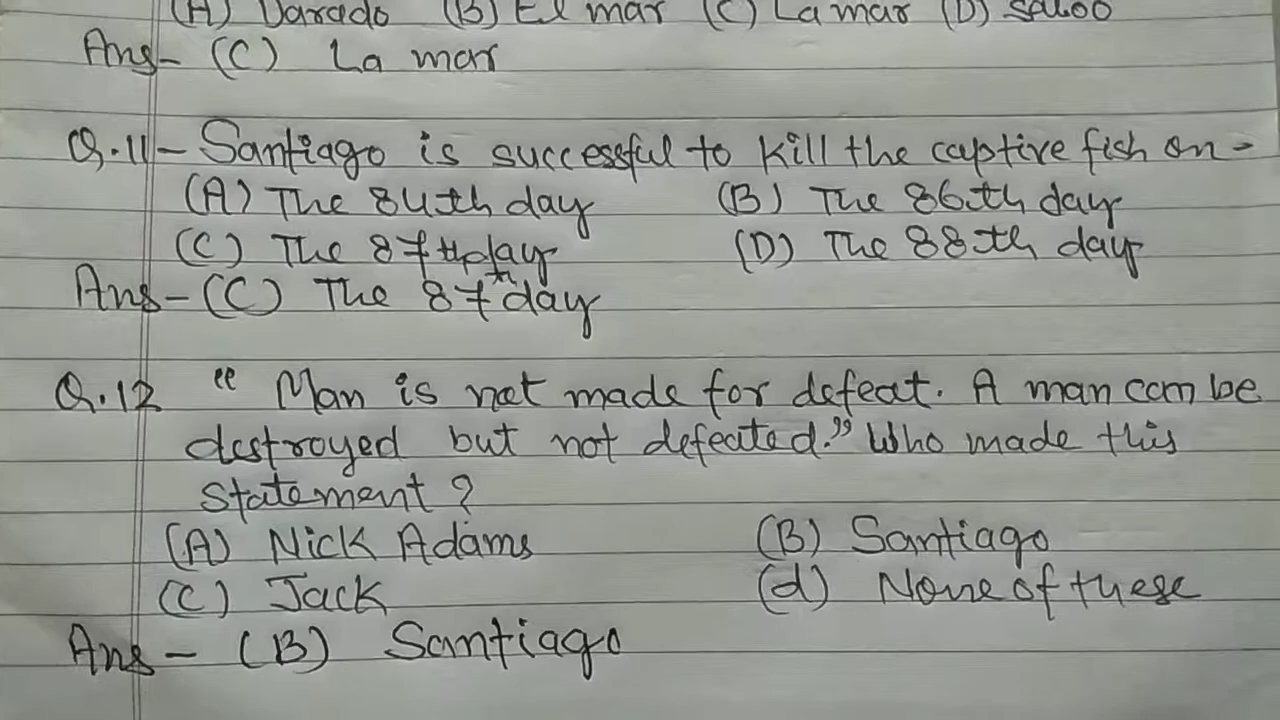 (A) Darado (B) El mar (C) La mar (D) Saloo
Ans- (C) La mar
Q.11- Santiago is successful to kill the captive fish on-
(A) The 84th day (B) The 86th day
(C) The 87th day (D) The 88th day
Ans- (C) The 87th day
Q.12 "Man is not made for defeat. A man can be
destroyed but not defeated." Who made this
statement?
(A) Nick Adams (B) Santiago
(C) Jack (d) None of these
Ans- (B) Santiago